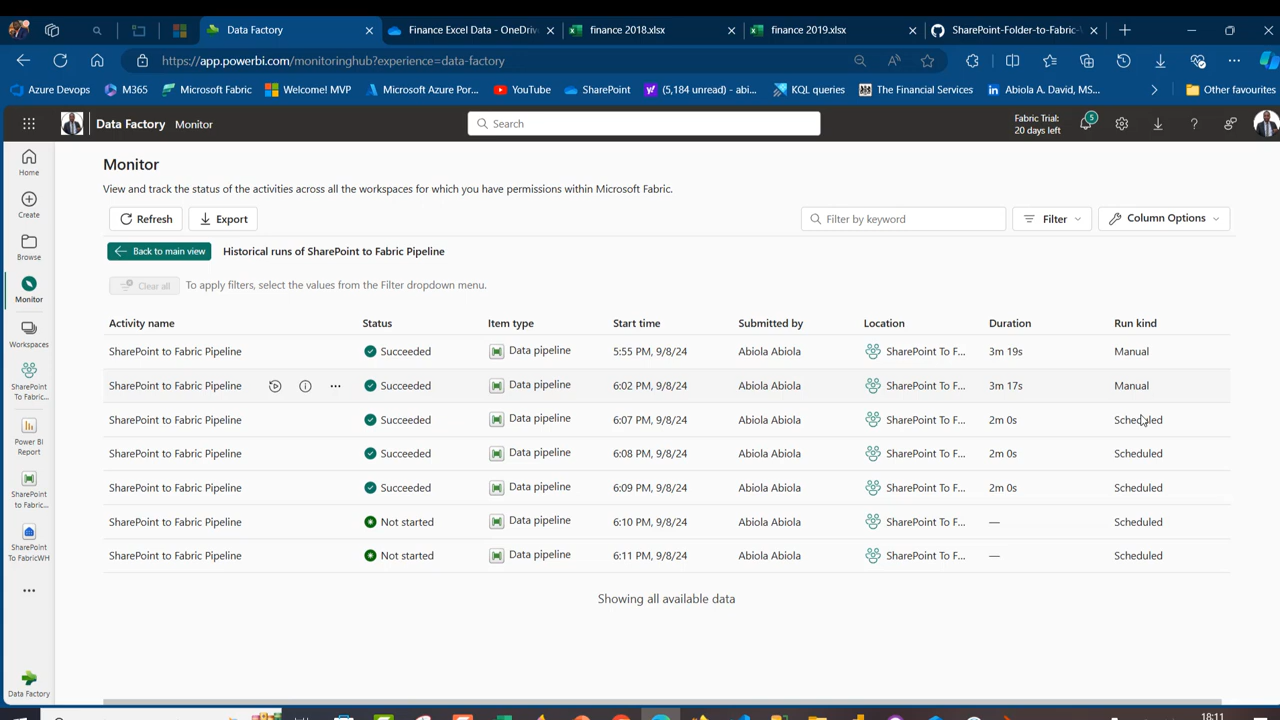 Data Factory
Finance Excel Data - OneDriv
finance 2018.xlsx
finance 2019.xlsx
SharePoint-Folder-to-Fabric-
https://app.powerbi.com/monitoringhub?experience=data-factory
Azure Devops
M365
Microsoft Fabric
Welcome! MVP
Microsoft Azure Por...
YouTube
SharePoint
(5,184 unread) - abi...
KQL queries
The Financial Services
Abiola A. David, MS...
Other favourites
Data Factory
Monitor
Search
Fabric Trial:
20 days left
5
Home
Create
Browse
Monitor
Workspaces
SharePoint
To Fabric...
Power BI
Report
SharePoint
to Fabric...
SharePoint
To FabricWH
Data Factory
Monitor
View and track the status of the activities across all the workspaces for which you have permissions within Microsoft Fabric.
Refresh
Export
Filter by keyword
Filter
Column Options
Back to main view
Historical runs of SharePoint to Fabric Pipeline
Clear all
To apply filters, select the values from the Filter dropdown menu.
Activity name Status Item type Start time Submitted by Location Duration Run kind
SharePoint to Fabric Pipeline Succeeded Data pipeline 5:55 PM, 9/8/24 Abiola Abiola SharePoint To F... 3m 19s Manual
SharePoint to Fabric Pipeline Succeeded Data pipeline 6:02 PM, 9/8/24 Abiola Abiola SharePoint To F... 3m 17s Manual
SharePoint to Fabric Pipeline Succeeded Data pipeline 6:07 PM, 9/8/24 Abiola Abiola SharePoint To F... 2m 0s Scheduled
SharePoint to Fabric Pipeline Succeeded Data pipeline 6:08 PM, 9/8/24 Abiola Abiola SharePoint To F... 2m 0s Scheduled
SharePoint to Fabric Pipeline Succeeded Data pipeline 6:09 PM, 9/8/24 Abiola Abiola SharePoint To F... 2m 0s Scheduled
SharePoint to Fabric Pipeline Not started Data pipeline 6:10 PM, 9/8/24 Abiola Abiola SharePoint To F... — Scheduled
SharePoint to Fabric Pipeline Not started Data pipeline 6:11 PM, 9/8/24 Abiola Abiola SharePoint To F... — Scheduled
Showing all available data
18:11